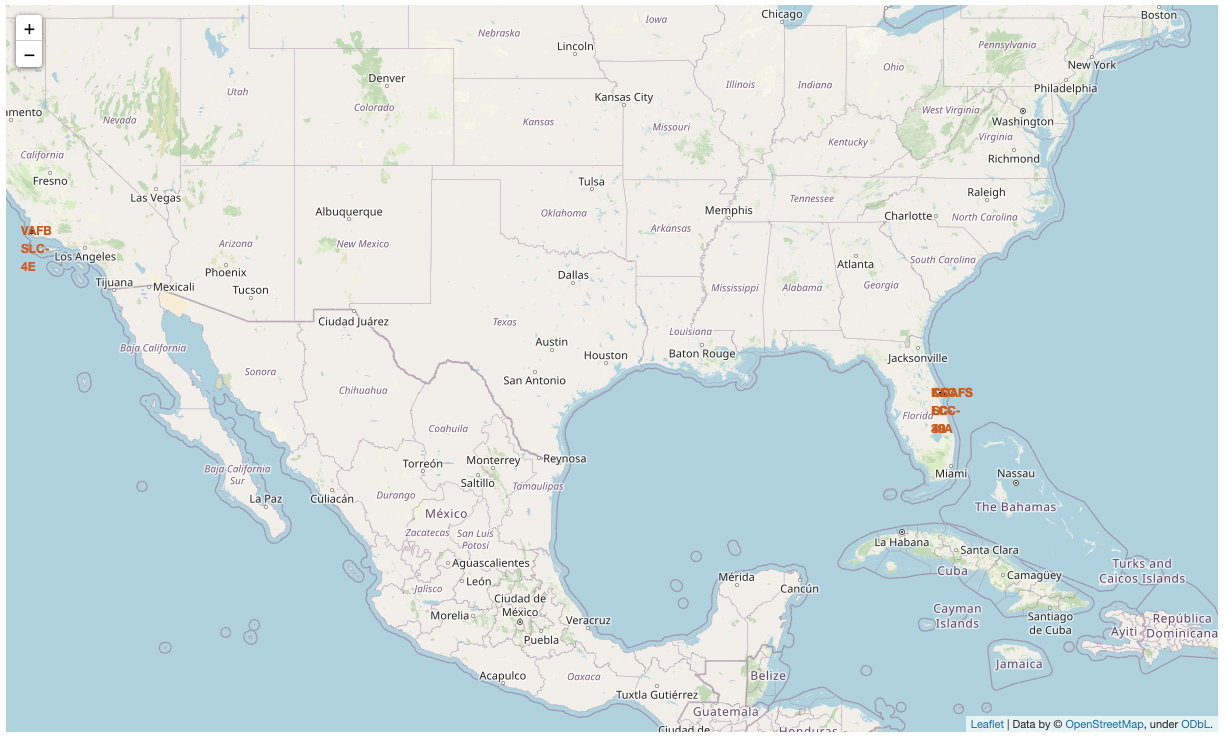 +
−
Chicago
Boston
Iowa
Nebraska
Lincoln
Pennsylvania
New York
Ohio
Denver
Utah
Illinois
Indiana
Philadelphia
Kansas City
Colorado
West Virginia
amento
Nevada
Kansas
Missouri
Washington
Virginia
Kentucky
California
Richmond
Fresno
Tulsa
Las Vegas
Raleigh
Tennessee
Albuquerque
Oklahoma
Memphis
Charlotte
North Carolina
Arkansas
VAFB
SLC-
4E
Arizona
New Mexico
Los Angeles
Atlanta
South Carolina
Phoenix
Dallas
Tijuana
Mexicali
Tucson
Mississippi
Alabama
Georgia
Ciudad Juárez
Texas
Louisiana
Austin
Baja California
Houston
Baton Rouge
Jacksonville
Sonora
San Antonio
Chihuahua
Florida
Coahuila
Torreón
Monterrey
Reynosa
Baja California
Sur
Saltillo
Miami
Nassau
Tamaulipas
La Paz
Culiacán
Durango
The Bahamas
México
Zacatecas
San Luis
Potosí
La Habana
Santa Clara
Aguascalientes
Cuba
Camagüey
Turks and
Caicos Islands
León
Mérida
Cancún
Jalisco
Ciudad de
México
Cayman
Islands
Morelia
Veracruz
Santiago
de Cuba
República
Dominicana
Puebla
Ayiti
Jamaica
Acapulco
Oaxaca
Belize
Tuxtla Gutiérrez
Guatemala
Ciudad de
Honduras
Leaflet | Data by © OpenStreetMap, under ODbL.